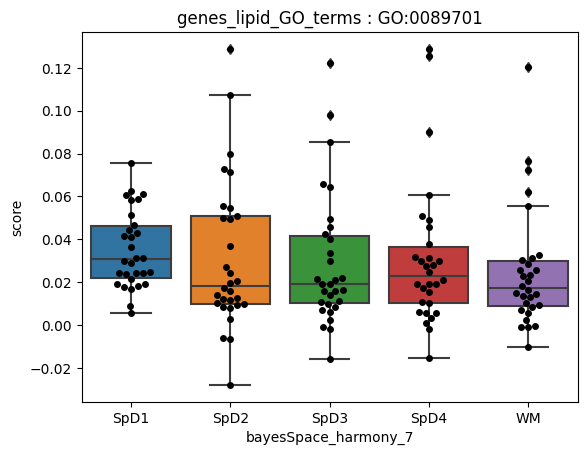 genes_lipid_GO_terms : GO:0089701
score
0.12
0.10
0.08
0.06
0.04
0.02
0.00
−0.02
SpD1 SpD2 SpD3 SpD4 WM
bayesSpace_harmony_7